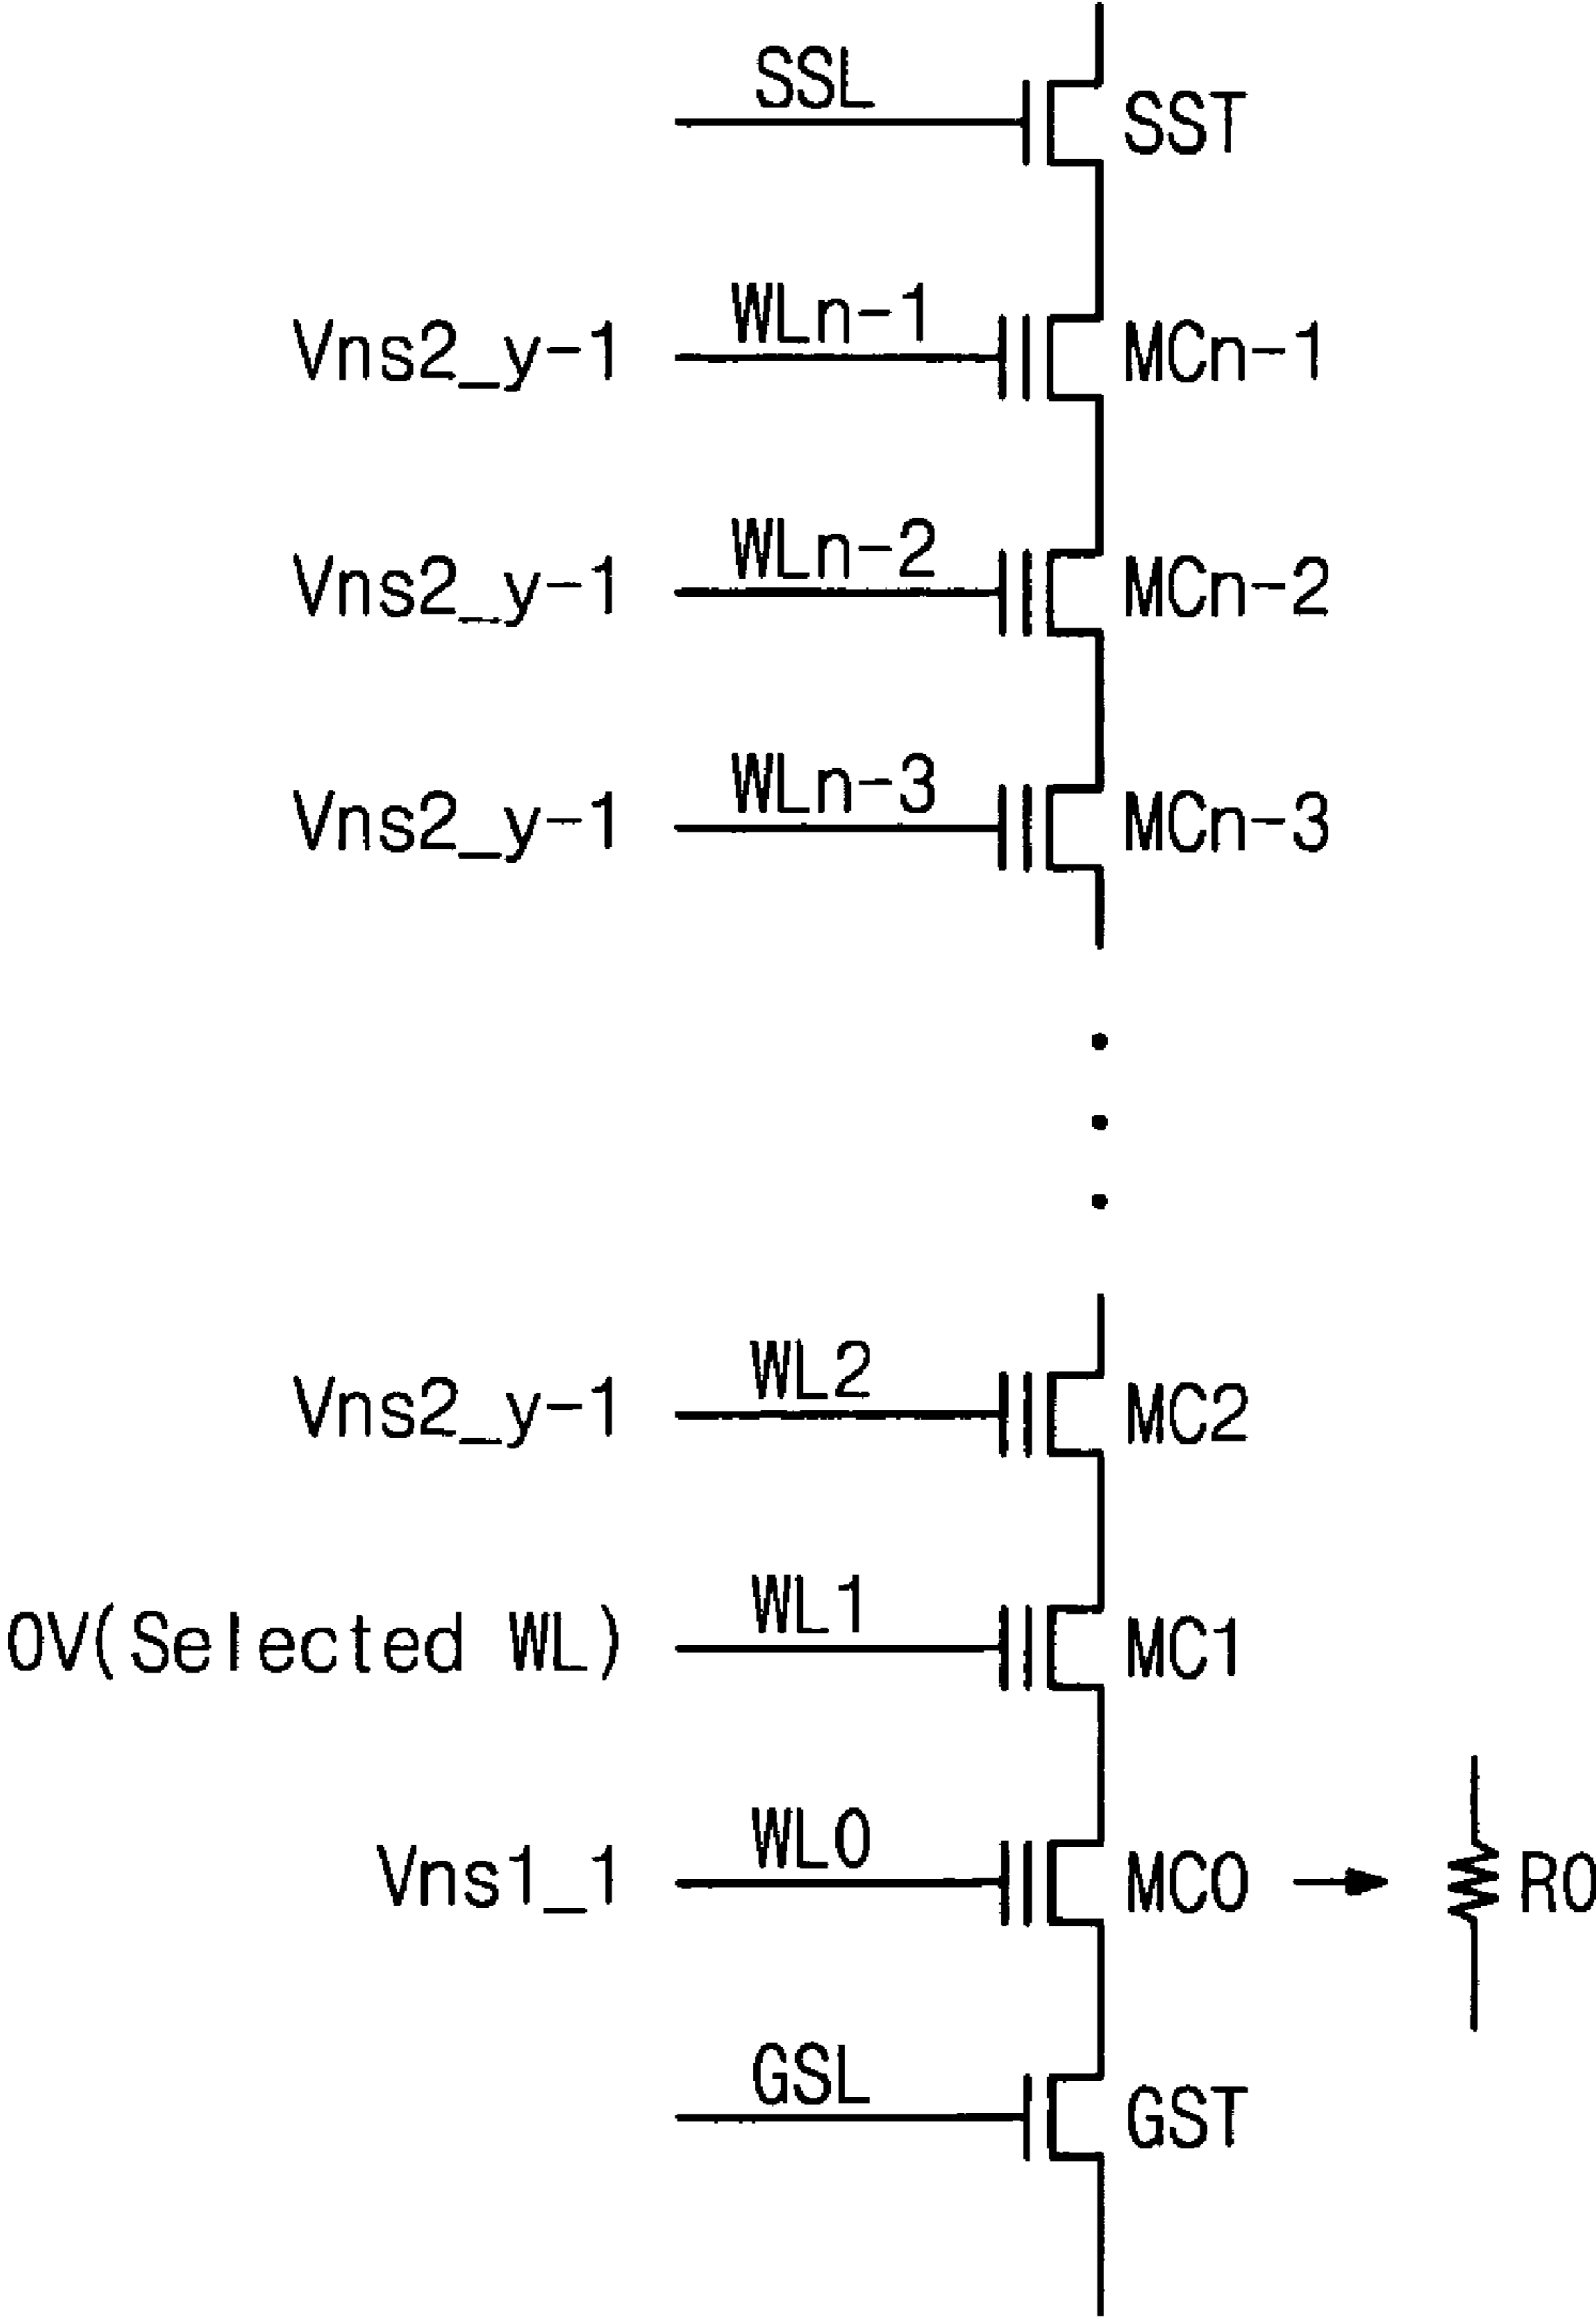 SSL SST
Vns2_y-1 WLn-1 MCn-1
Vns2_y-1 WLn-2 MCn-2
Vns2_y-1 WLn-3 MCn-3
Vns2_y-1 WL2 MC2
0V(Selected WL) WL1 MC1
Vns1_1 WL0 MC0 R0
GSL GST